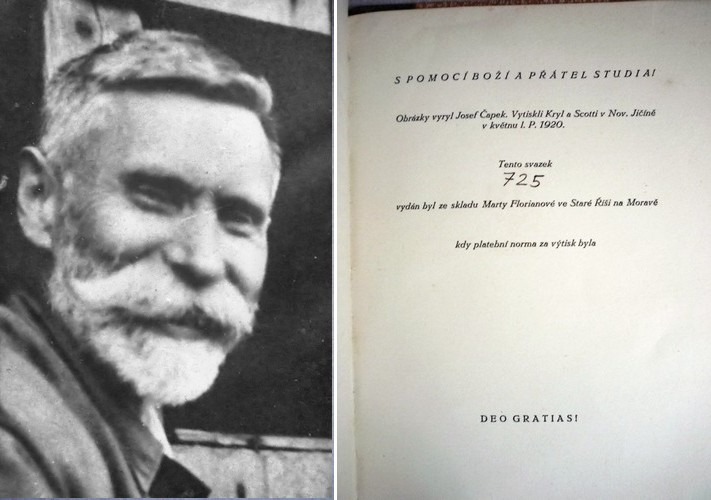 S POMOCÍ BOŽÍ A PŘÁTEL STUDIA!
Obrázky vyryl Josef Čapek. Vytiskli Kryl a Scotti v Nov. Jičíně
v květnu l. P. 1920.
Tento svazek
725
vydán byl ze skladu Marty Florianové ve Staré Říši na Moravě
kdy platební norma za výtisk byla
DEO GRATIAS!